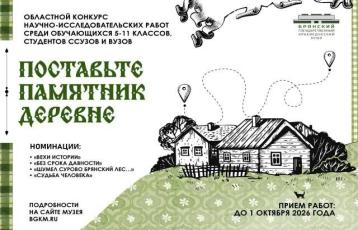 ОБЛАСТНОЙ КОНКУРС
НАУЧНО-ИССЛЕДОВАТЕЛЬСКИХ РАБОТ
СРЕДИ ОБУЧАЮЩИХСЯ 5-11 КЛАССОВ,
СТУДЕНТОВ ССУЗОВ И ВУЗОВ
БРЯНСКИЙ
ГОСУДАРСТВЕННЫЙ
КРАЕВЕДЧЕСКИЙ
МУЗЕЙ
ПОСТАВЬТЕ
ПАМЯТНИК
ДЕРЕВНЕ
НОМИНАЦИИ:
• «ВЕХИ ИСТОРИИ»
• «БЕЗ СРОКА ДАВНОСТИ»
• «ШУМЕЛ СУРОВО БРЯНСКИЙ ЛЕС...»
• «СУДЬБА ЧЕЛОВЕКА»
ПОДРОБНОСТИ
НА САЙТЕ МУЗЕЯ
BGKM.RU
ПРИЕМ РАБОТ:
ДО 1 ОКТЯБРЯ 2026 ГОДА